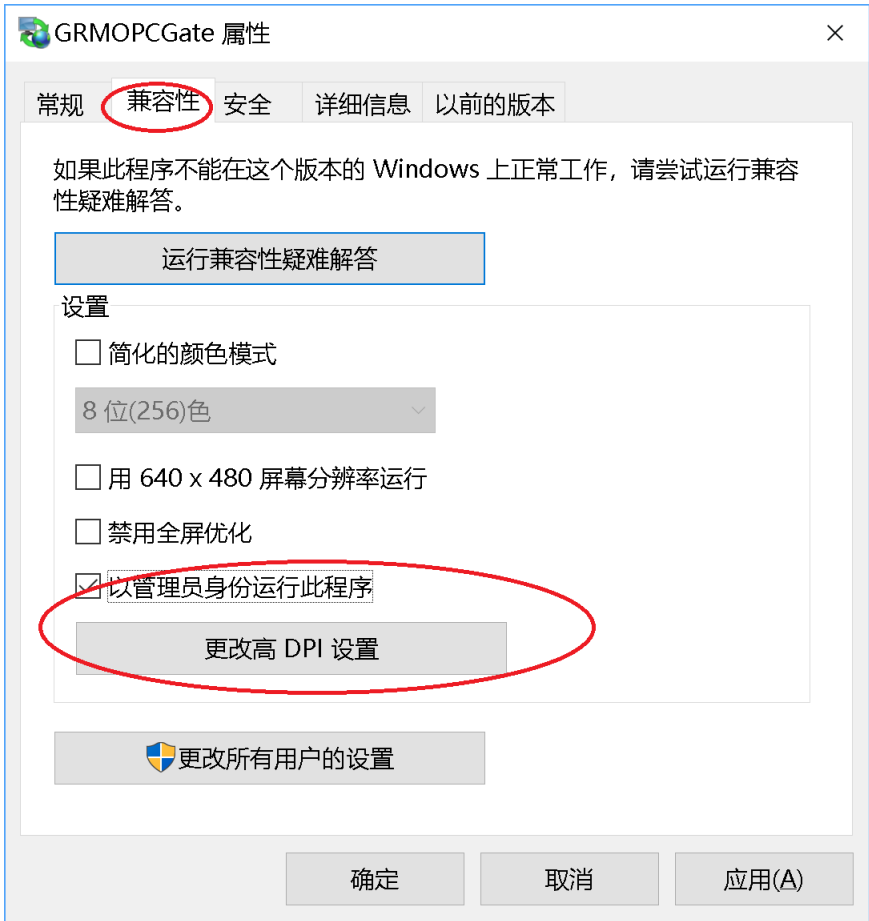 GRMOPCGate 属性
常规 兼容性 安全 详细信息 以前的版本
如果此程序不能在这个版本的 Windows 上正常工作，请尝试运行兼容
性疑难解答。
运行兼容性疑难解答
设置
简化的颜色模式
8 位(256)色
用 640 x 480 屏幕分辨率运行
禁用全屏优化
以管理员身份运行此程序
更改高 DPI 设置
更改所有用户的设置
确定 取消 应用(A)